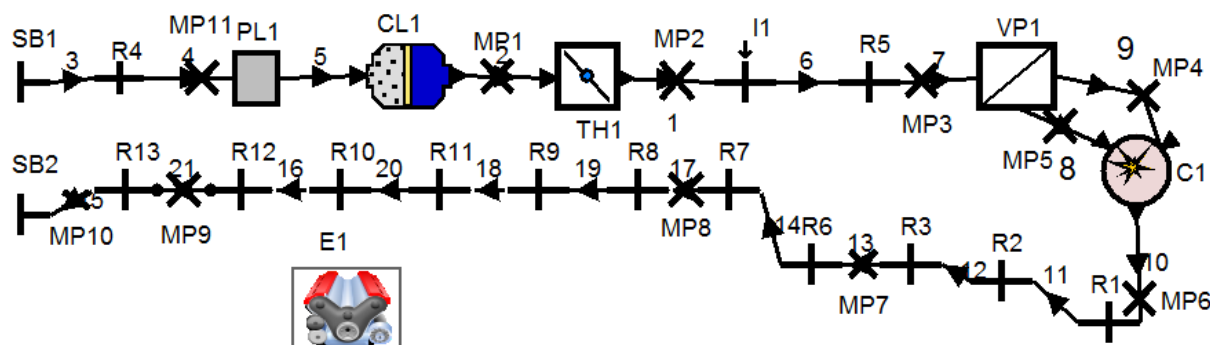 SB1 3 R4 MP11 4 PL1 5 CL1 MP1 2 TH1 MP2 1 I1 6 R5 MP3 7 VP1 9 MP4
MP5 8 C1
SB2 MP10 5 R13 21 MP9 R12 16 R10 20 R11 18 R9 19 R8 17 MP8 R7
14 R6 13 MP7 R3 12 R2 11 R1 10 MP6
E1